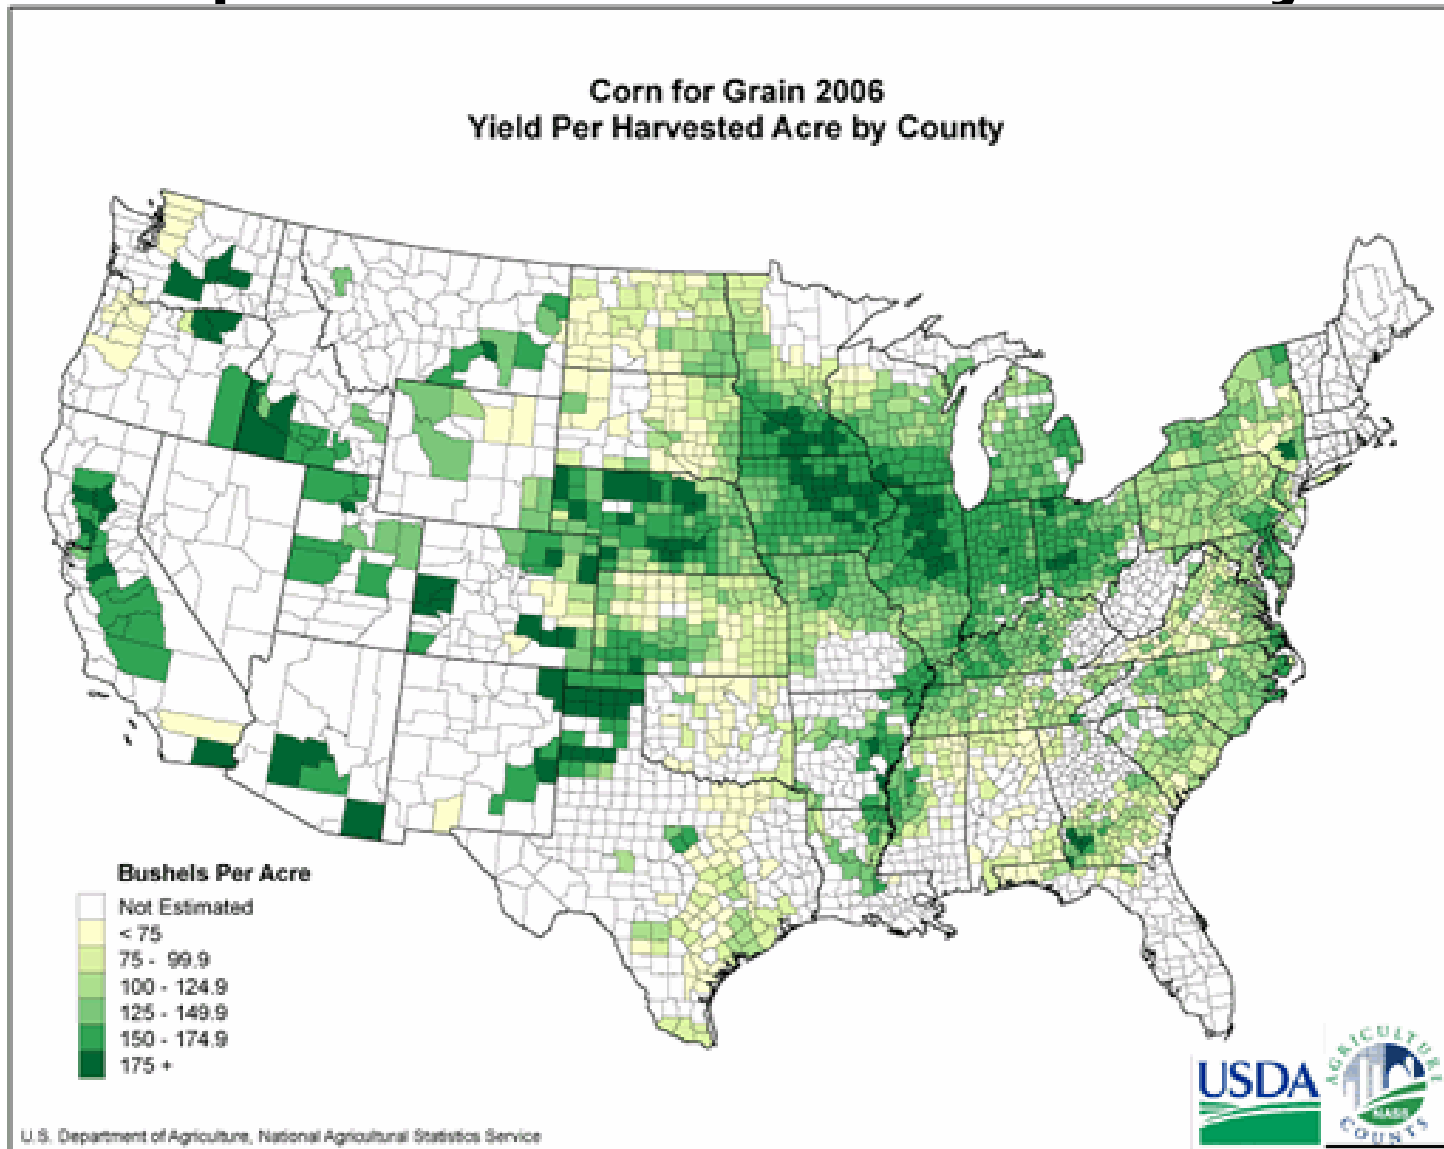 Corn for Grain 2006
Yield Per Harvested Acre by County
Bushels Per Acre
Not Estimated
< 75
75 - 99.9
100 - 124.9
125 - 149.9
150 - 174.9
175 +
USDA
AGRICULTURE
NASS
COUNTS
U.S. Department of Agriculture, National Agricultural Statistics Service